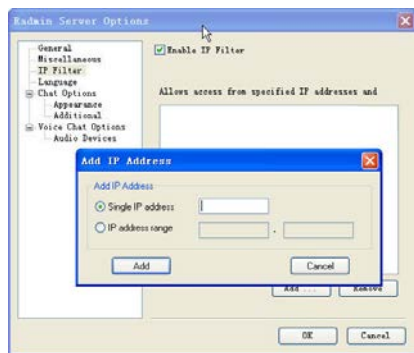 Radmin Server Options
General
Miscellaneous
IP Filter
Language
Chat Options
Appearance
Additional
Voice Chat Options
Audio Devices
Enable IP Filter
Allows access from specified IP addresses and
Add IP Address
Add IP Address
Single IP address
IP address range
-
Add
Cancel
Add ...
Remove
OK
Cancel